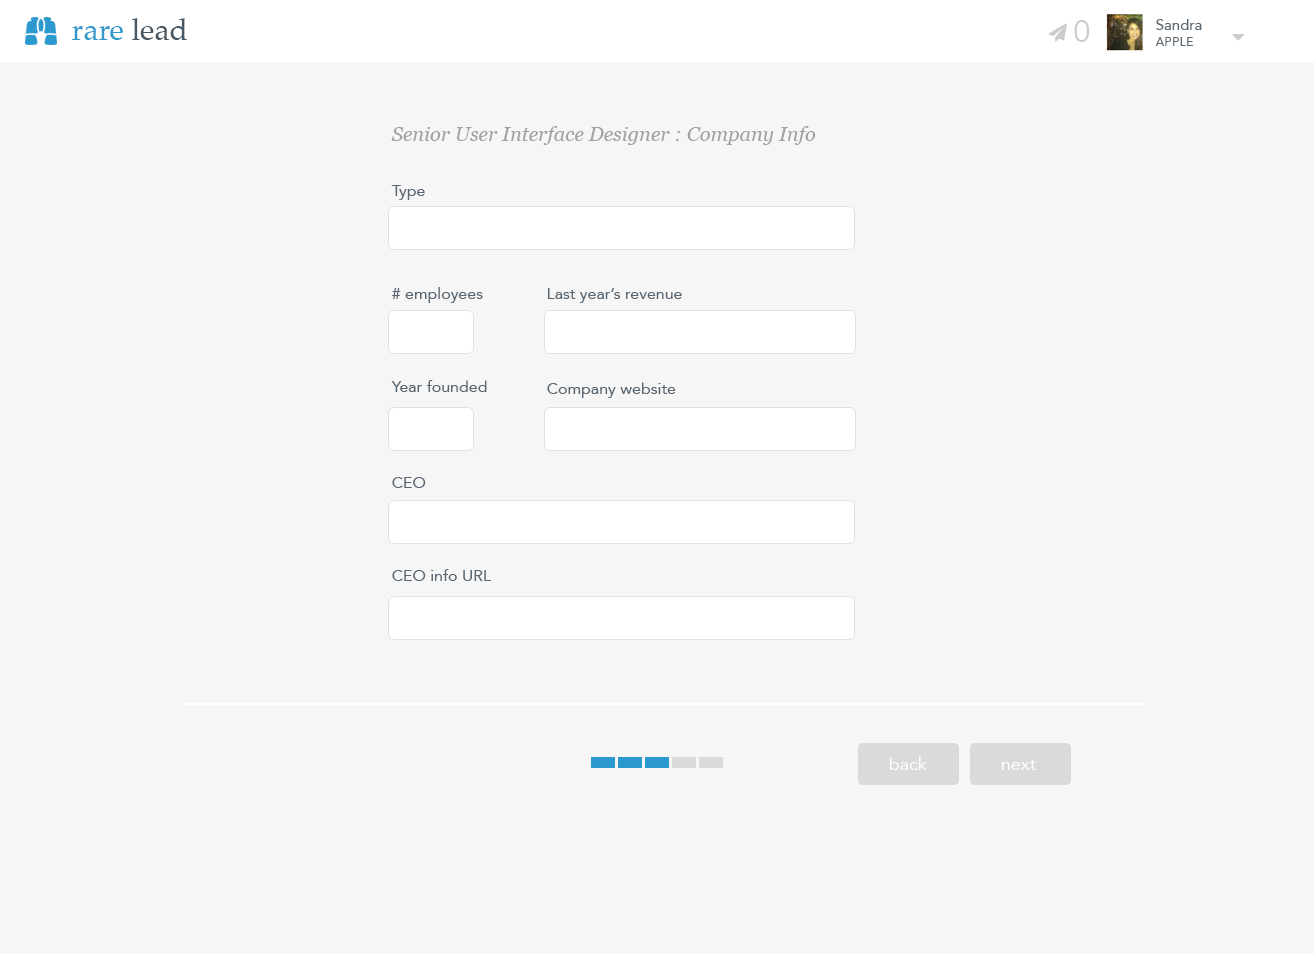 rare lead
0
Sandra
APPLE
Senior User Interface Designer : Company Info
Type
# employees
Last year’s revenue
Year founded
Company website
CEO
CEO info URL
back
next